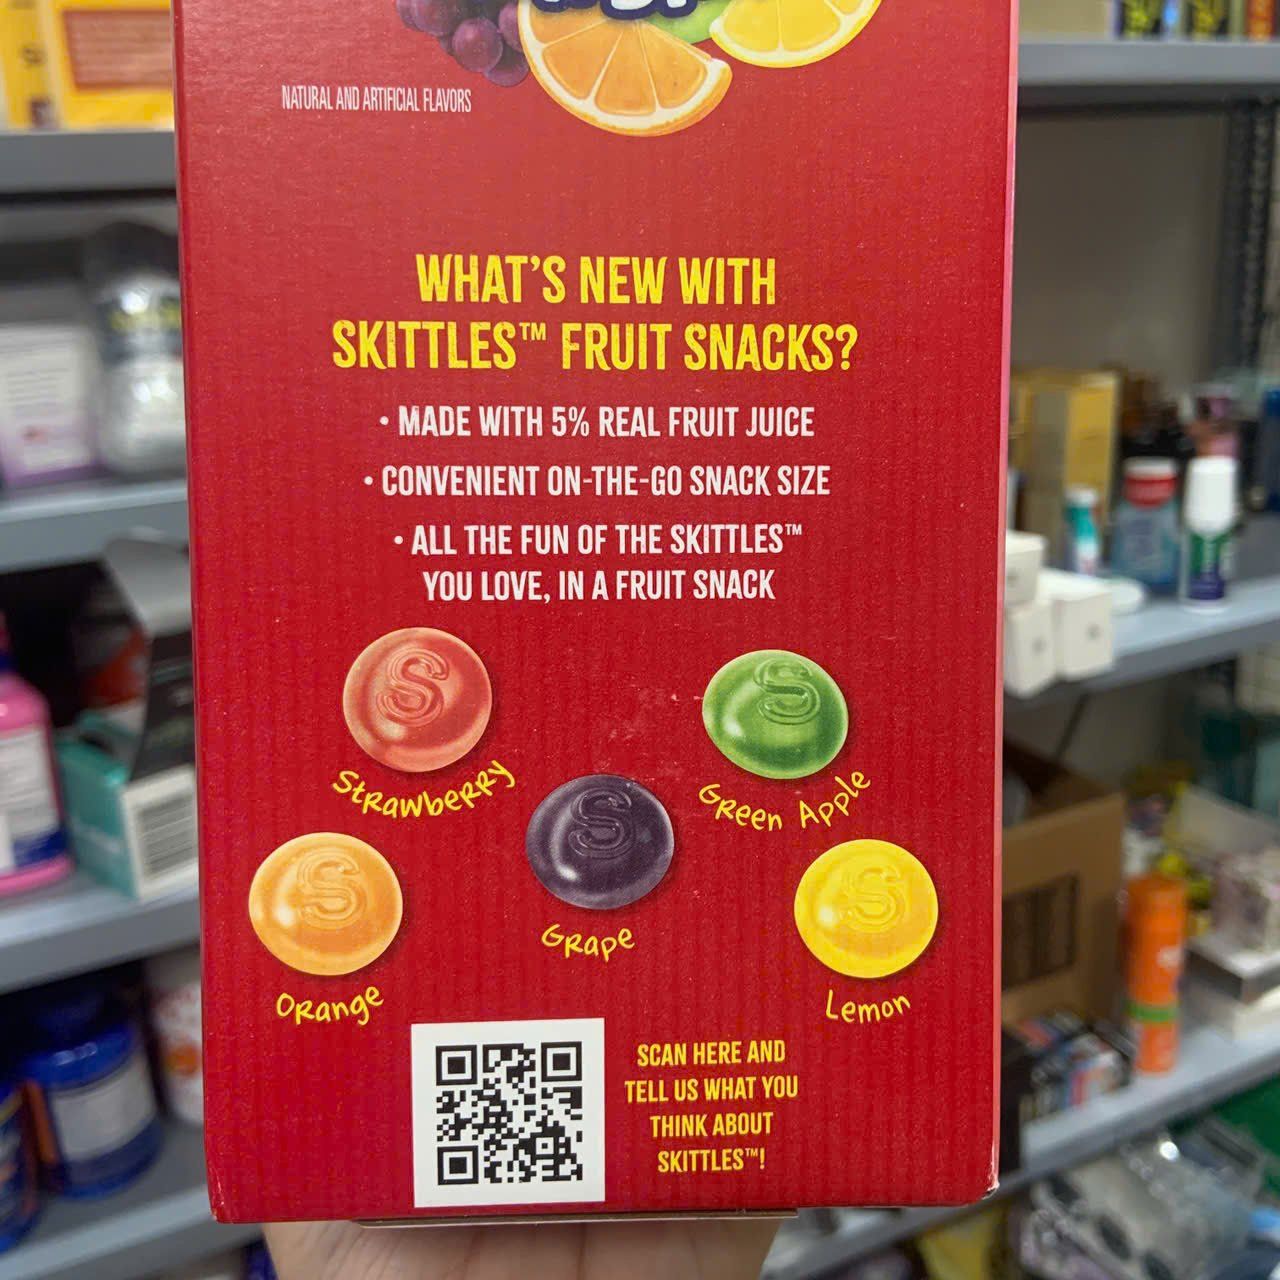 NATURAL AND ARTIFICIAL FLAVORS
WHAT'S NEW WITH
SKITTLES™ FRUIT SNACKS?
• MADE WITH 5% REAL FRUIT JUICE
• CONVENIENT ON-THE-GO SNACK SIZE
• ALL THE FUN OF THE SKITTLES™
YOU LOVE, IN A FRUIT SNACK
S
S
Strawberry
Green Apple
S
S
S
Grape
Orange
Lemon
SCAN HERE AND
TELL US WHAT YOU
THINK ABOUT
SKITTLES™!